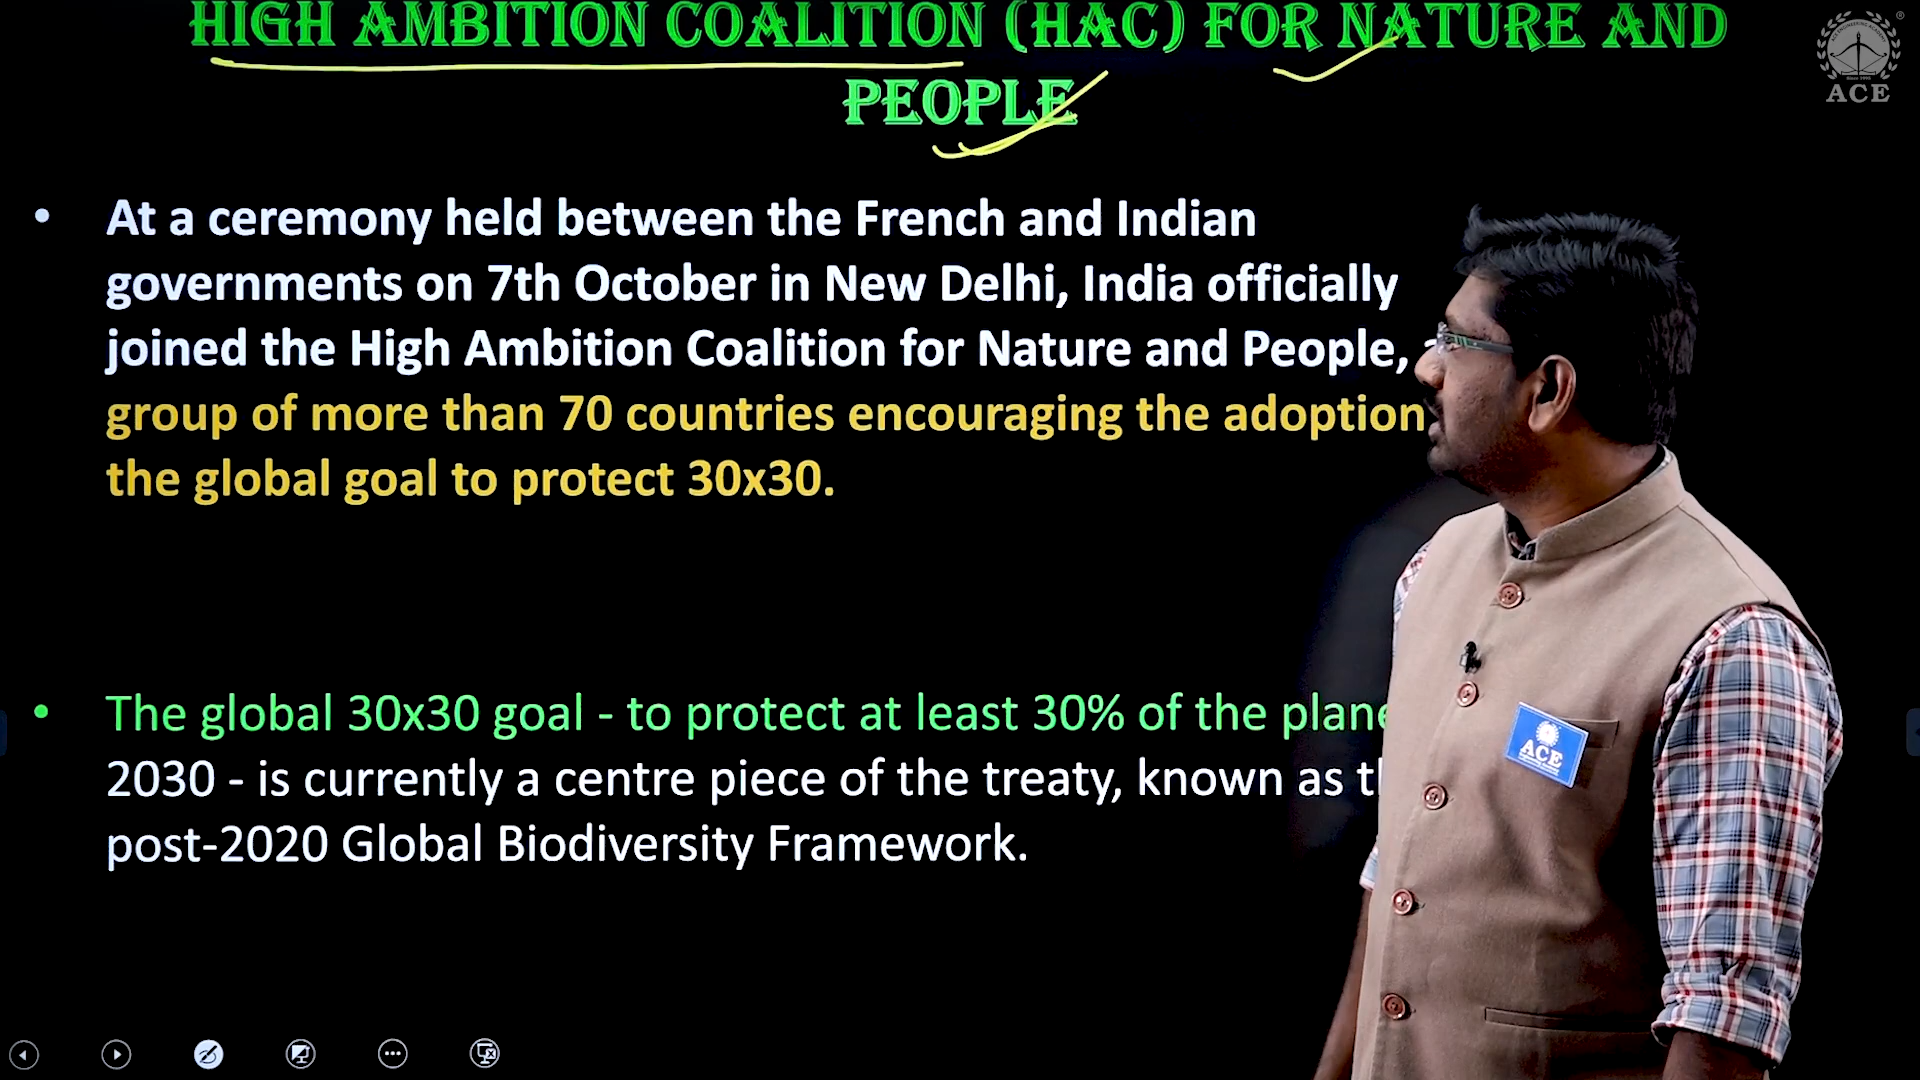 HIGH AMBITION COALITION (HAC) FOR NATURE AND
PEOPLE
ACE
• At a ceremony held between the French and Indian
governments on 7th October in New Delhi, India officially
joined the High Ambition Coalition for Nature and People,
group of more than 70 countries encouraging the adoption
the global goal to protect 30x30.
• The global 30x30 goal - to protect at least 30% of the
2030 - is currently a centre piece of the treaty, known as
post-2020 Global Biodiversity Framework.
ACE